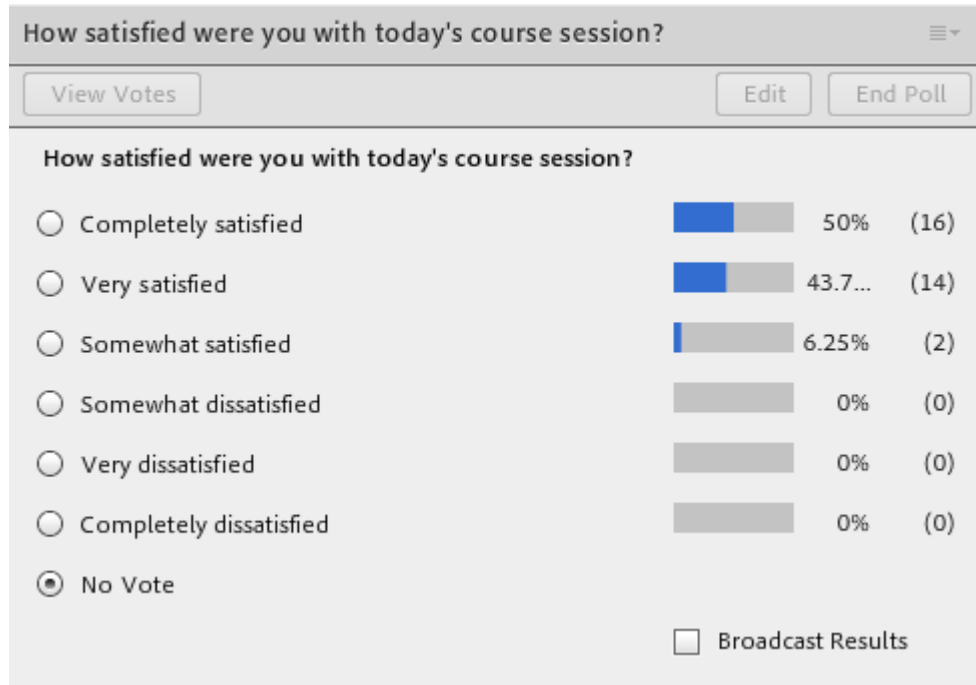 How satisfied were you with today's course session?
View Votes Edit End Poll
How satisfied were you with today's course session?
Completely satisfied 50% (16)
Very satisfied 43.7... (14)
Somewhat satisfied 6.25% (2)
Somewhat dissatisfied 0% (0)
Very dissatisfied 0% (0)
Completely dissatisfied 0% (0)
No Vote
Broadcast Results